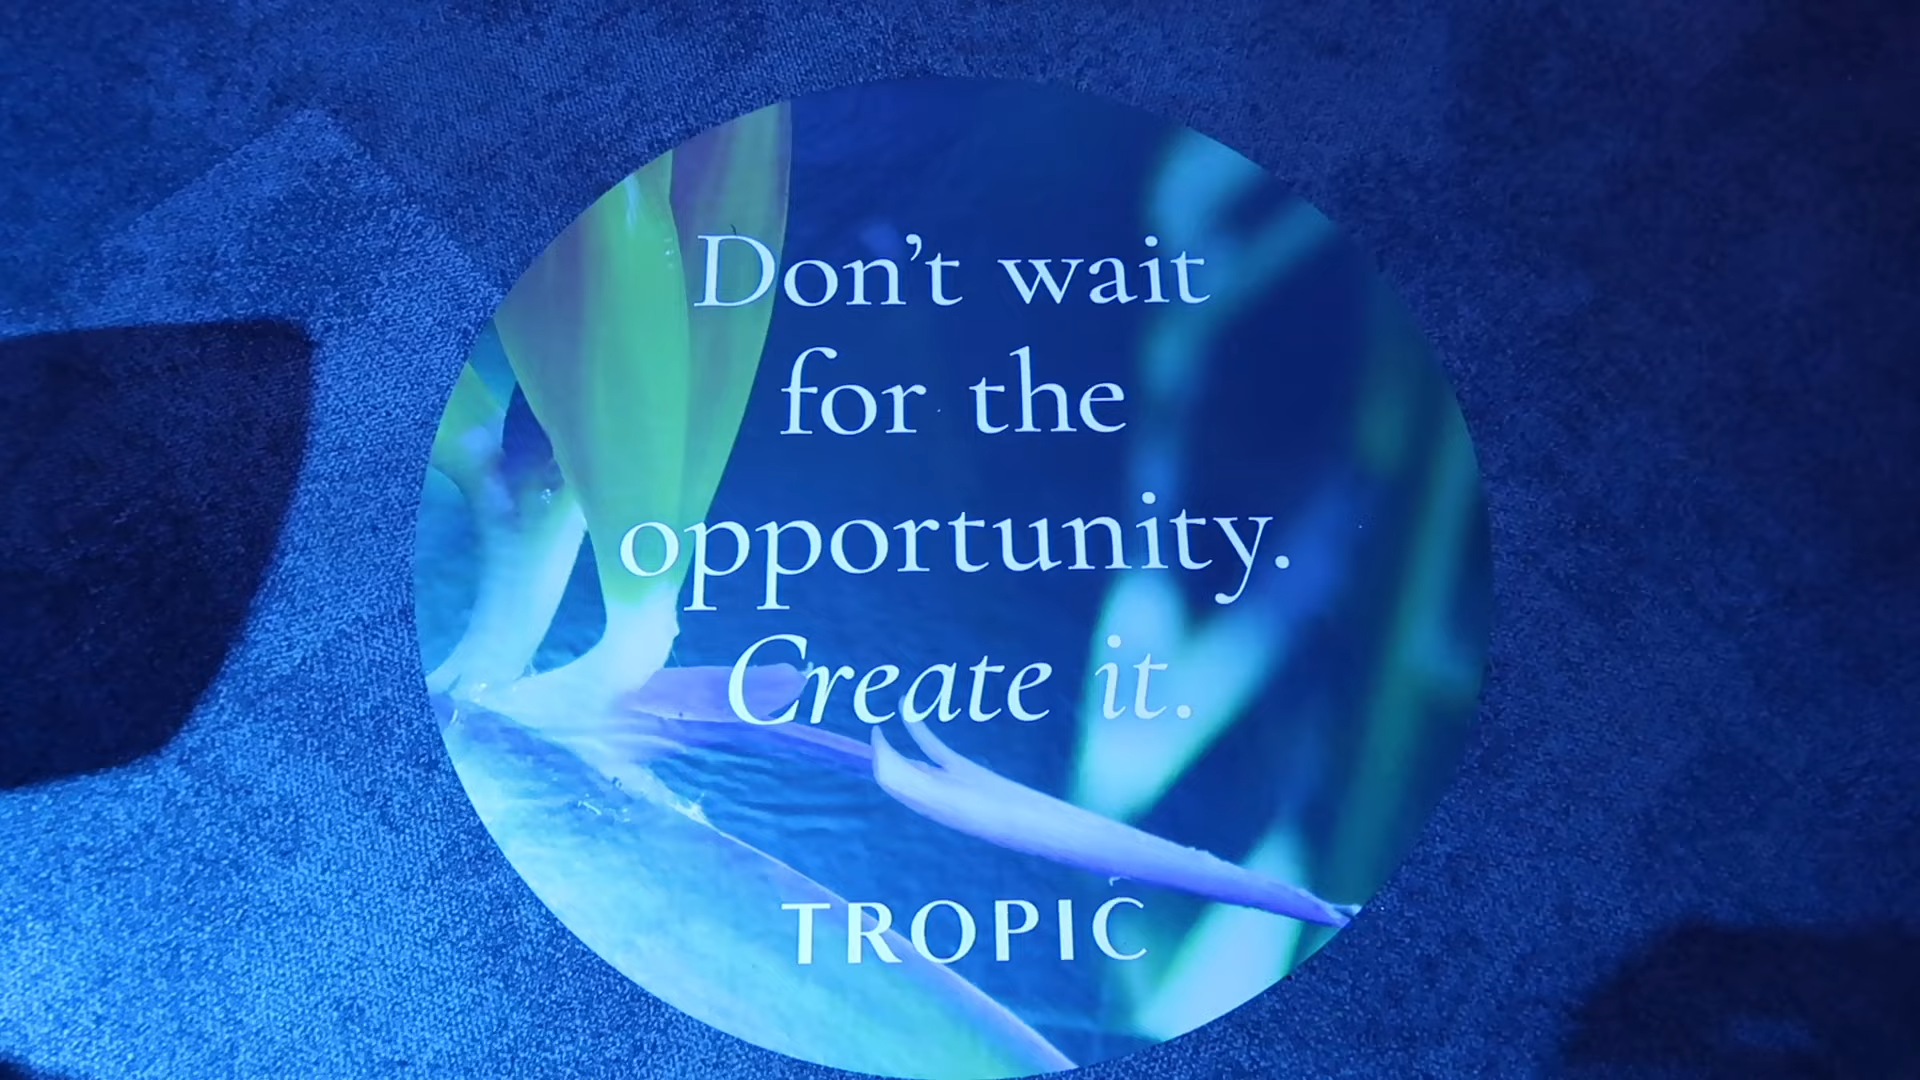 Don’t wait
for the
opportunity.
Create it.
TROPIC